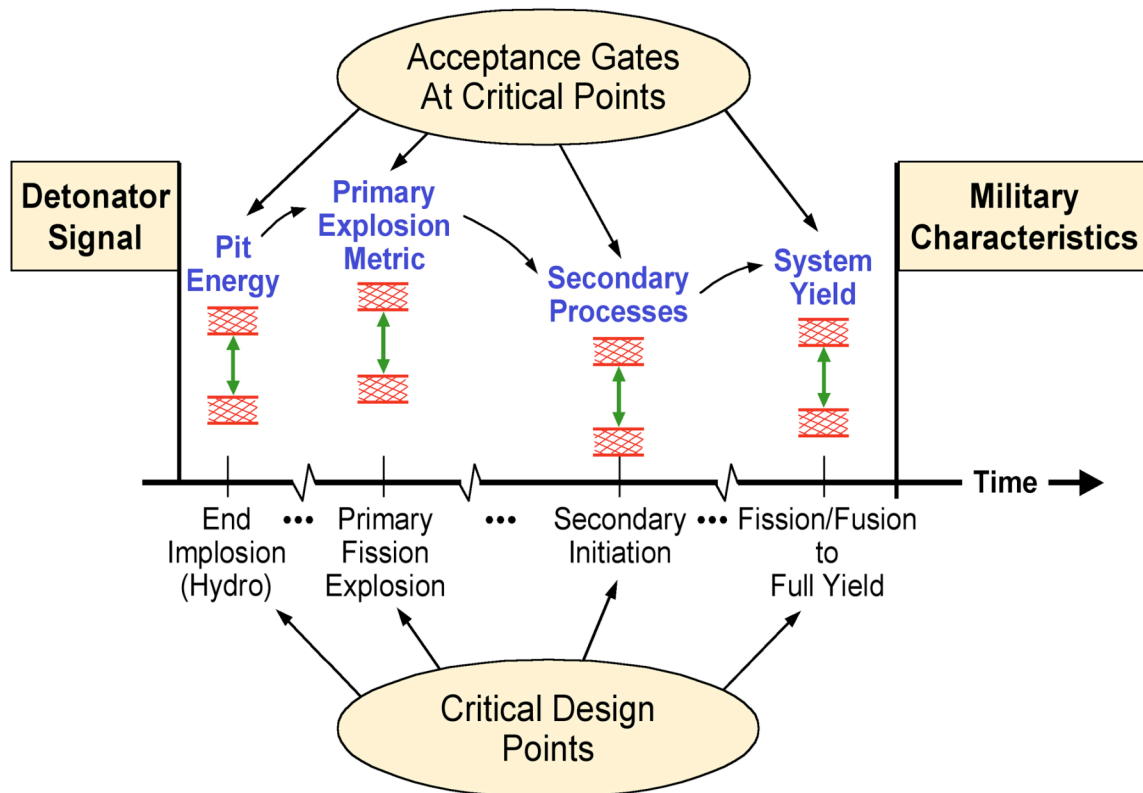 Acceptance Gates
At Critical Points
Detonator
Signal
Military
Characteristics
Pit
Energy
Primary
Explosion
Metric
Secondary
Processes
System
Yield
Time
End
Implosion
(Hydro)
•••
Primary
Fission
Explosion
•••
Secondary
Initiation
•••
Fission/Fusion
to
Full Yield
Critical Design
Points